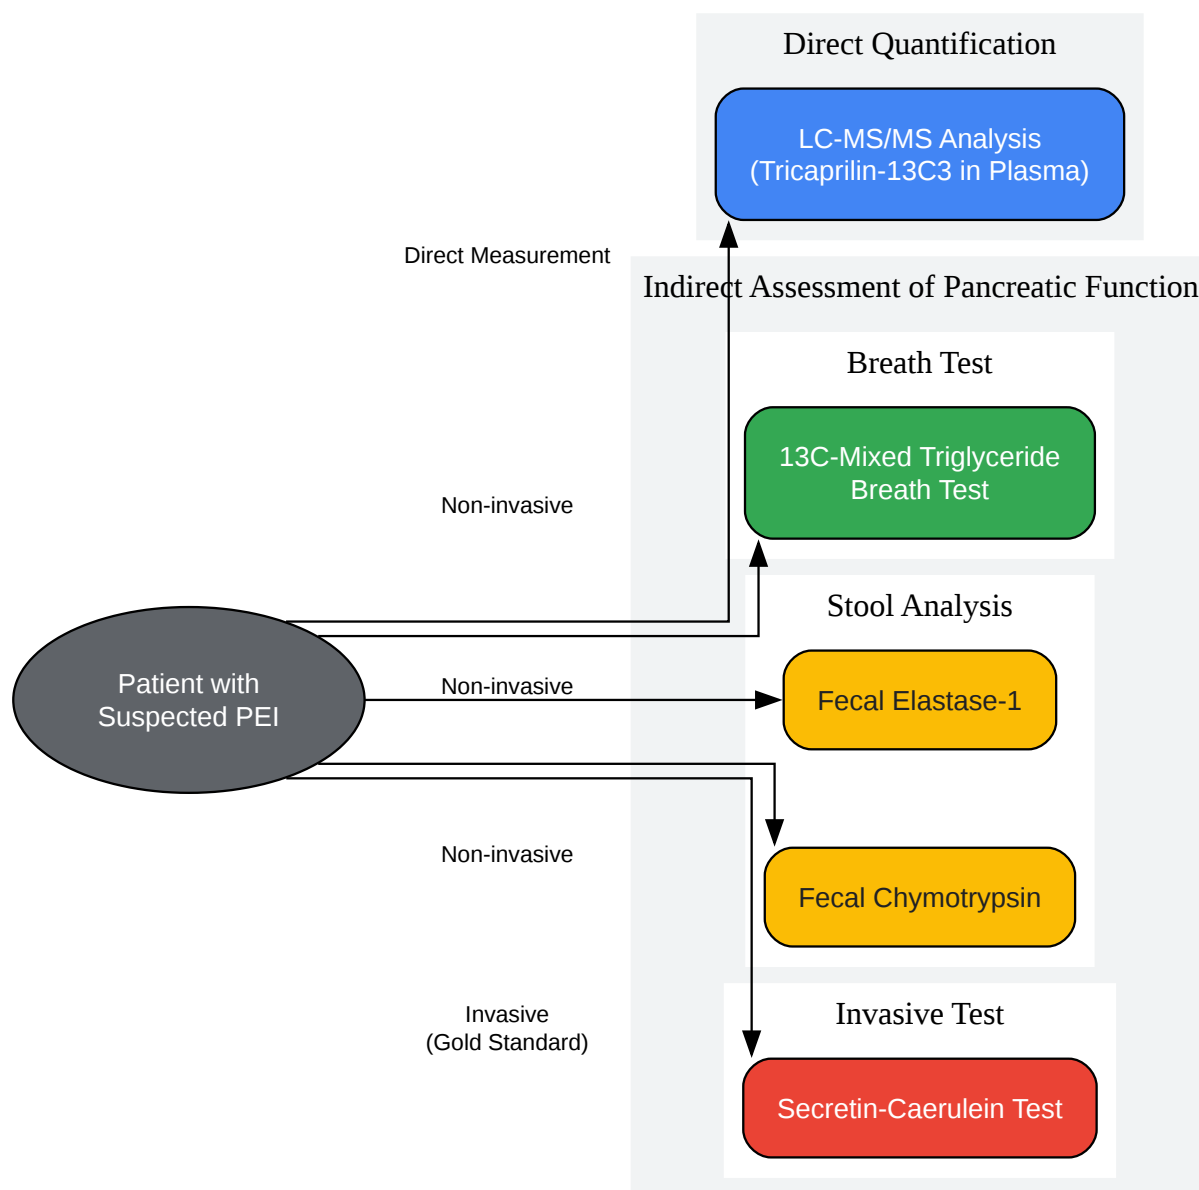 Direct Quantification
LC-MS/MS Analysis
(Tricaprilin-13C3 in Plasma)
Direct Measurement
Indirect Assessment of Pancreatic Function
Breath Test
13C-Mixed Triglyceride
Breath Test
Non-invasive
Stool Analysis
Patient with
Suspected PEI
Non-invasive
Fecal Elastase-1
Non-invasive
Fecal Chymotrypsin
Invasive
(Gold Standard)
Invasive Test
Secretin-Caerulein Test